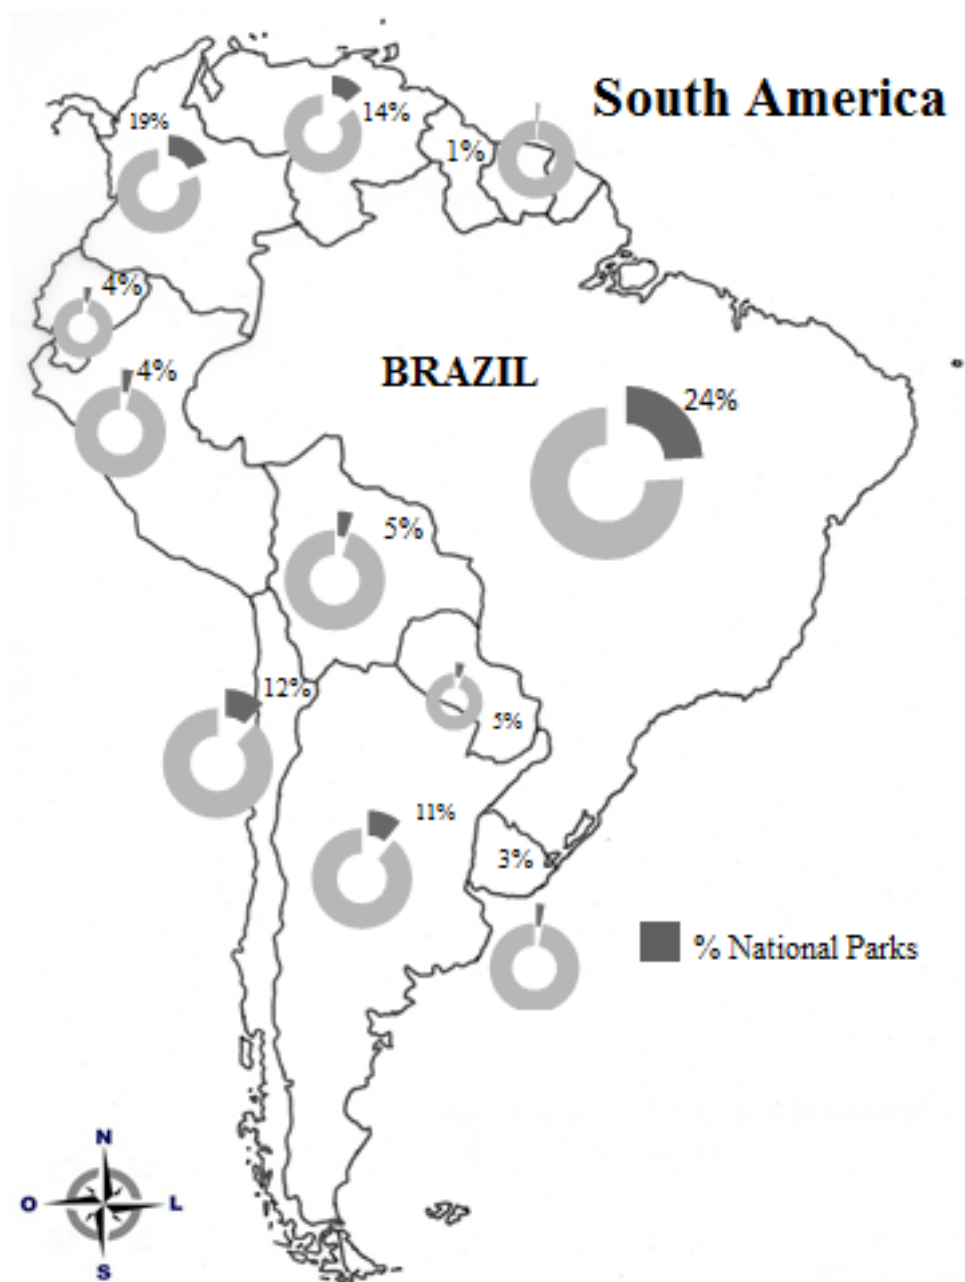 South America
19%
14%
1%
4%
4%
BRAZIL
24%
5%
12%
5%
11%
3%
% National Parks
N
O
L
S